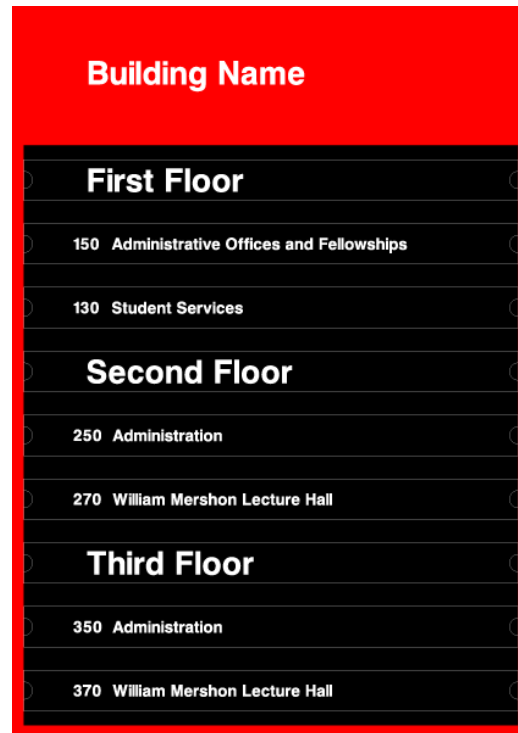 Building Name
First Floor
150 Administrative Offices and Fellowships
130 Student Services
Second Floor
250 Administration
270 William Mershon Lecture Hall
Third Floor
350 Administration
370 William Mershon Lecture Hall